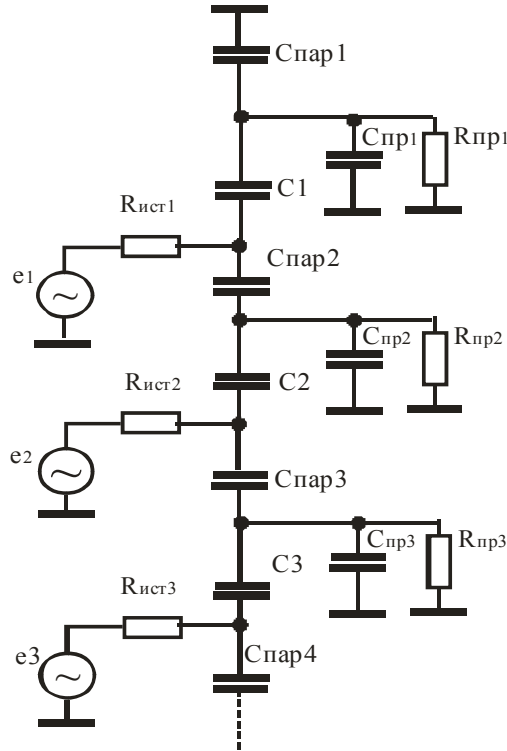 Cпар1
Cпр1
Rпр1
C1
Rист1
Cпар2
e1
Cпр2
Rпр2
C2
Rист2
e2
Cпар3
Cпр3
Rпр3
C3
Rист3
Cпар4
e3